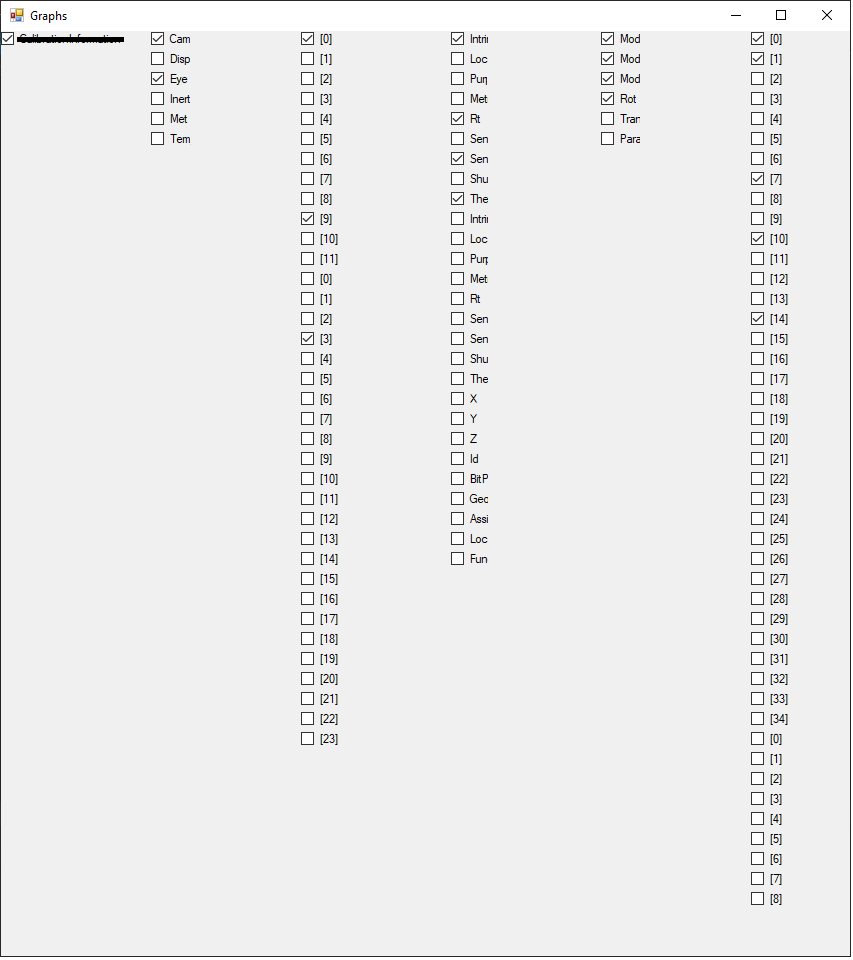 Graphs
Cam
Disp
Eye
Inert
Met
Tem
[0]
[1]
[2]
[3]
[4]
[5]
[6]
[7]
[8]
[9]
[10]
[11]
[0]
[1]
[2]
[3]
[4]
[5]
[6]
[7]
[8]
[9]
[10]
[11]
[12]
[13]
[14]
[15]
[16]
[17]
[18]
[19]
[20]
[21]
[22]
[23]
Intri
Loc
Purp
Met
Rt
Sen
Sen
Shu
The
Intri
Loc
Purp
Met
Rt
Sen
Sen
Shu
The
X
Y
Z
Id
BitP
Geo
Assi
Loc
Fun
Mod
Mod
Mod
Rot
Tran
Para
[0]
[1]
[2]
[3]
[4]
[5]
[6]
[7]
[8]
[9]
[10]
[11]
[12]
[13]
[14]
[15]
[16]
[17]
[18]
[19]
[20]
[21]
[22]
[23]
[24]
[25]
[26]
[27]
[28]
[29]
[30]
[31]
[32]
[33]
[34]
[0]
[1]
[2]
[3]
[4]
[5]
[6]
[7]
[8]